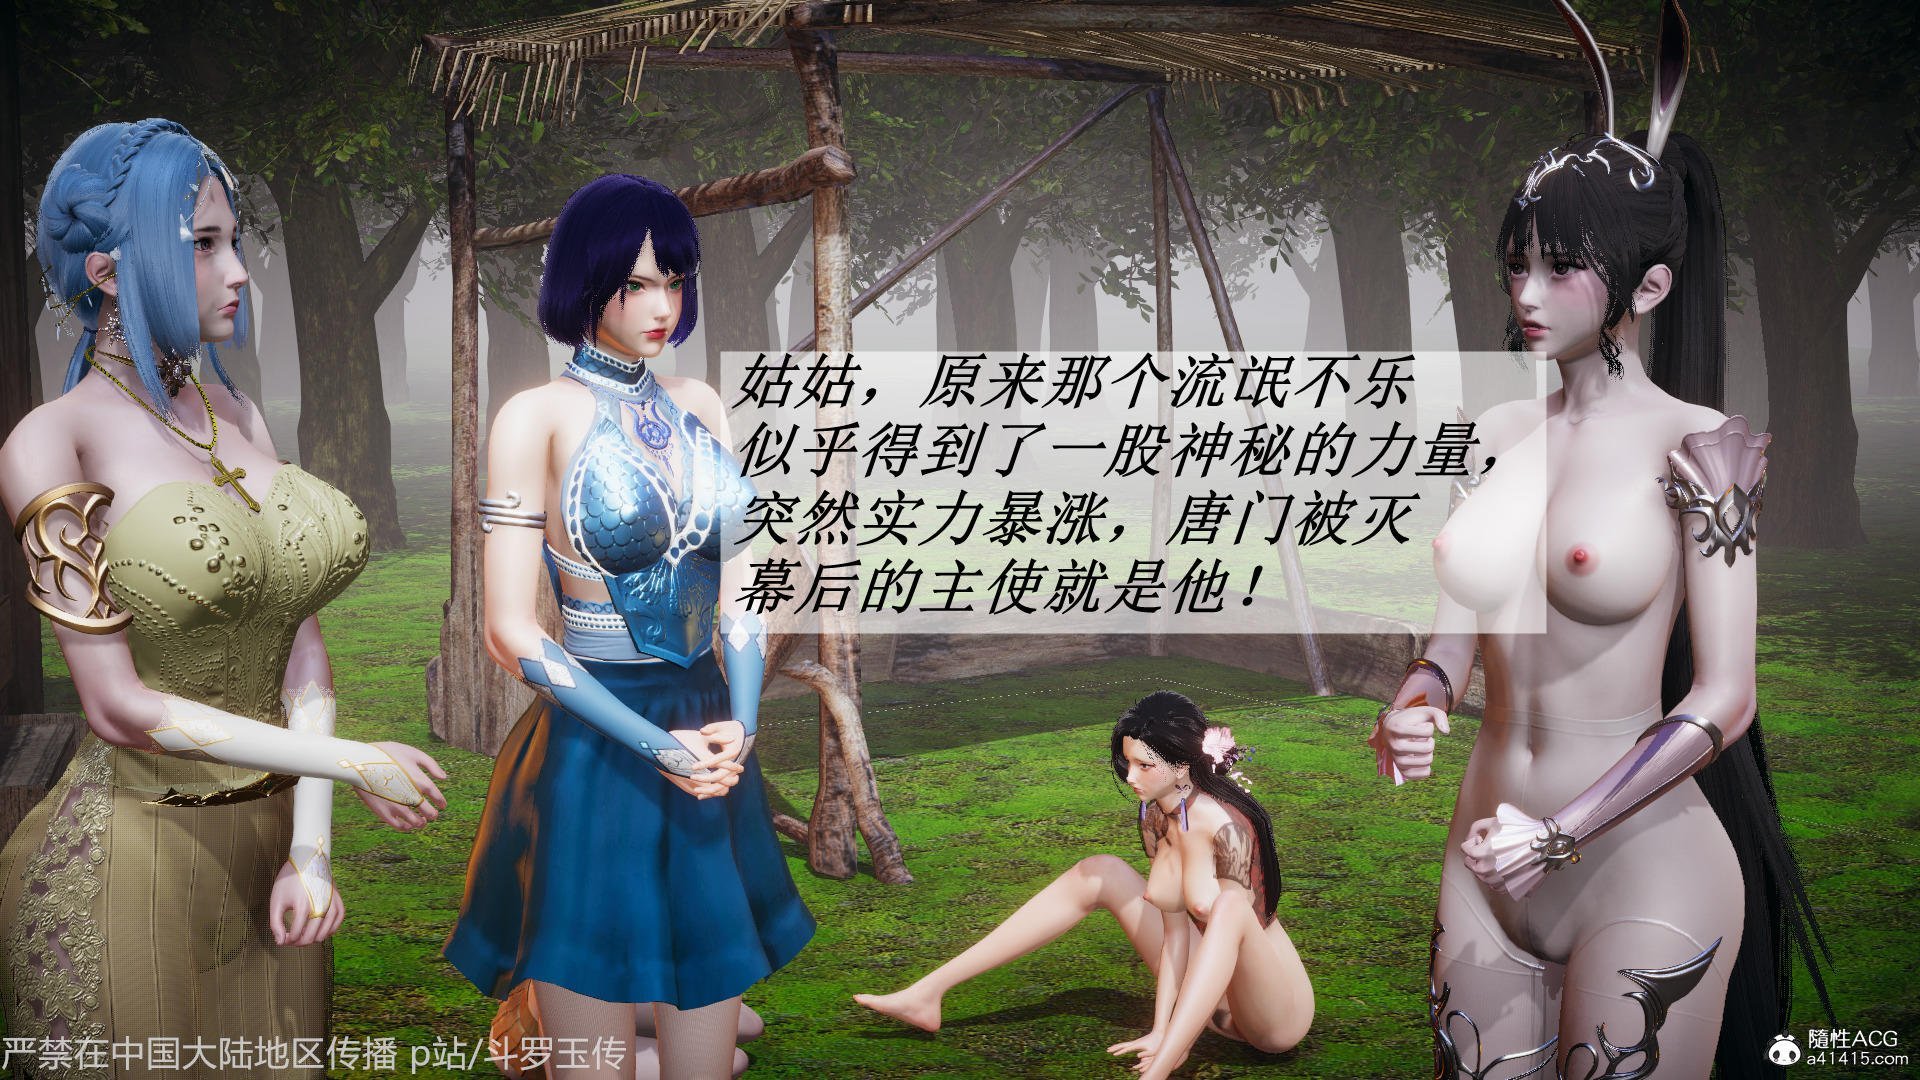 姑姑，原来那个流氓不乐
似乎得到了一股神秘的力量，
突然实力暴涨，唐门被灭
幕后的主使就是他！
严禁在中国大陆地区传播 p站/斗罗玉传
隨性ACG
a41415.com